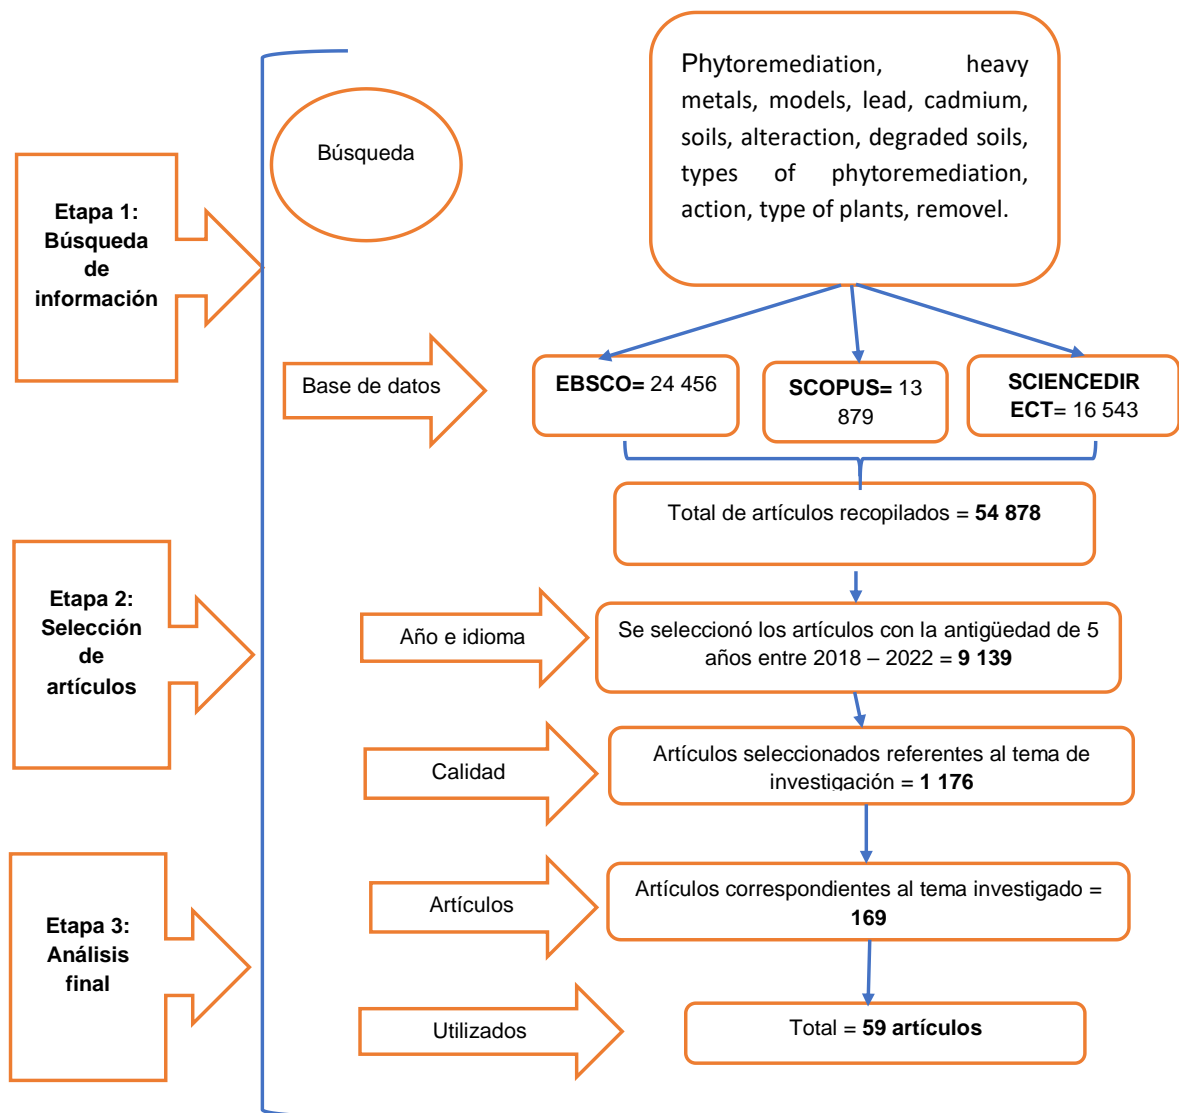 Phytoremediation, heavy
metals, models, lead, cadmium,
soils, alteraction, degraded soils,
types of phytoremediation,
action, type of plants, removel.
Búsqueda
Etapa 1:
Búsqueda
de
información
Base de datos
EBSCO= 24 456
SCOPUS= 13
879
SCIENCEDIR
ECT= 16 543
Total de artículos recopilados = 54 878
Etapa 2:
Selección
de
artículos
Año e idioma
Se seleccionó los artículos con la antigüedad de 5
años entre 2018 – 2022 = 9 139
Calidad
Artículos seleccionados referentes al tema de
investigación = 1 176
Etapa 3:
Análisis
final
Artículos
Artículos correspondientes al tema investigado =
169
Utilizados
Total = 59 artículos